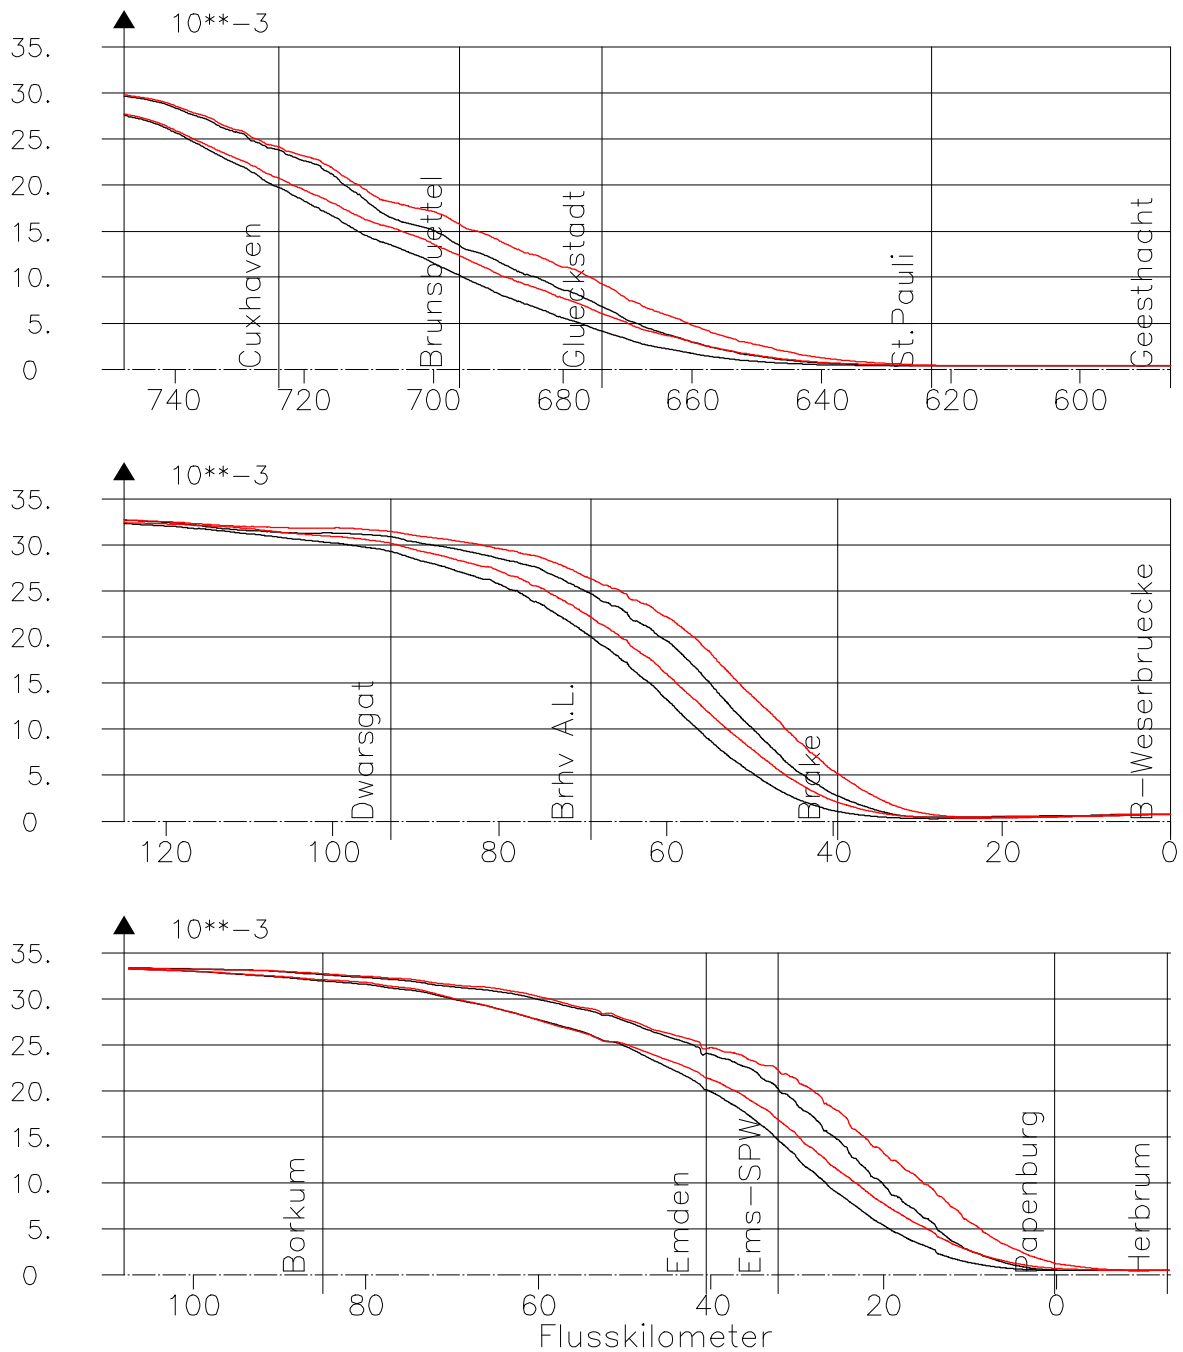 10**-3
35.
30.
25.
20.
15.
10.
5.
0
Cuxhaven
Brunsbuettel
Glueckstadt
St.Pauli
Geesthacht
740 720 700 680 660 640 620 600
10**-3
35.
30.
25.
20.
15.
10.
5.
0
Dwarsgat
Brhv A.L.
Brake
B-Weserbruecke
120 100 80 60 40 20 0
10**-3
35.
30.
25.
20.
15.
10.
5.
0
Borkum
Emden
Ems-SPW
Papenburg
Herbrum
100 80 60 40 20 0
Flusskilometer